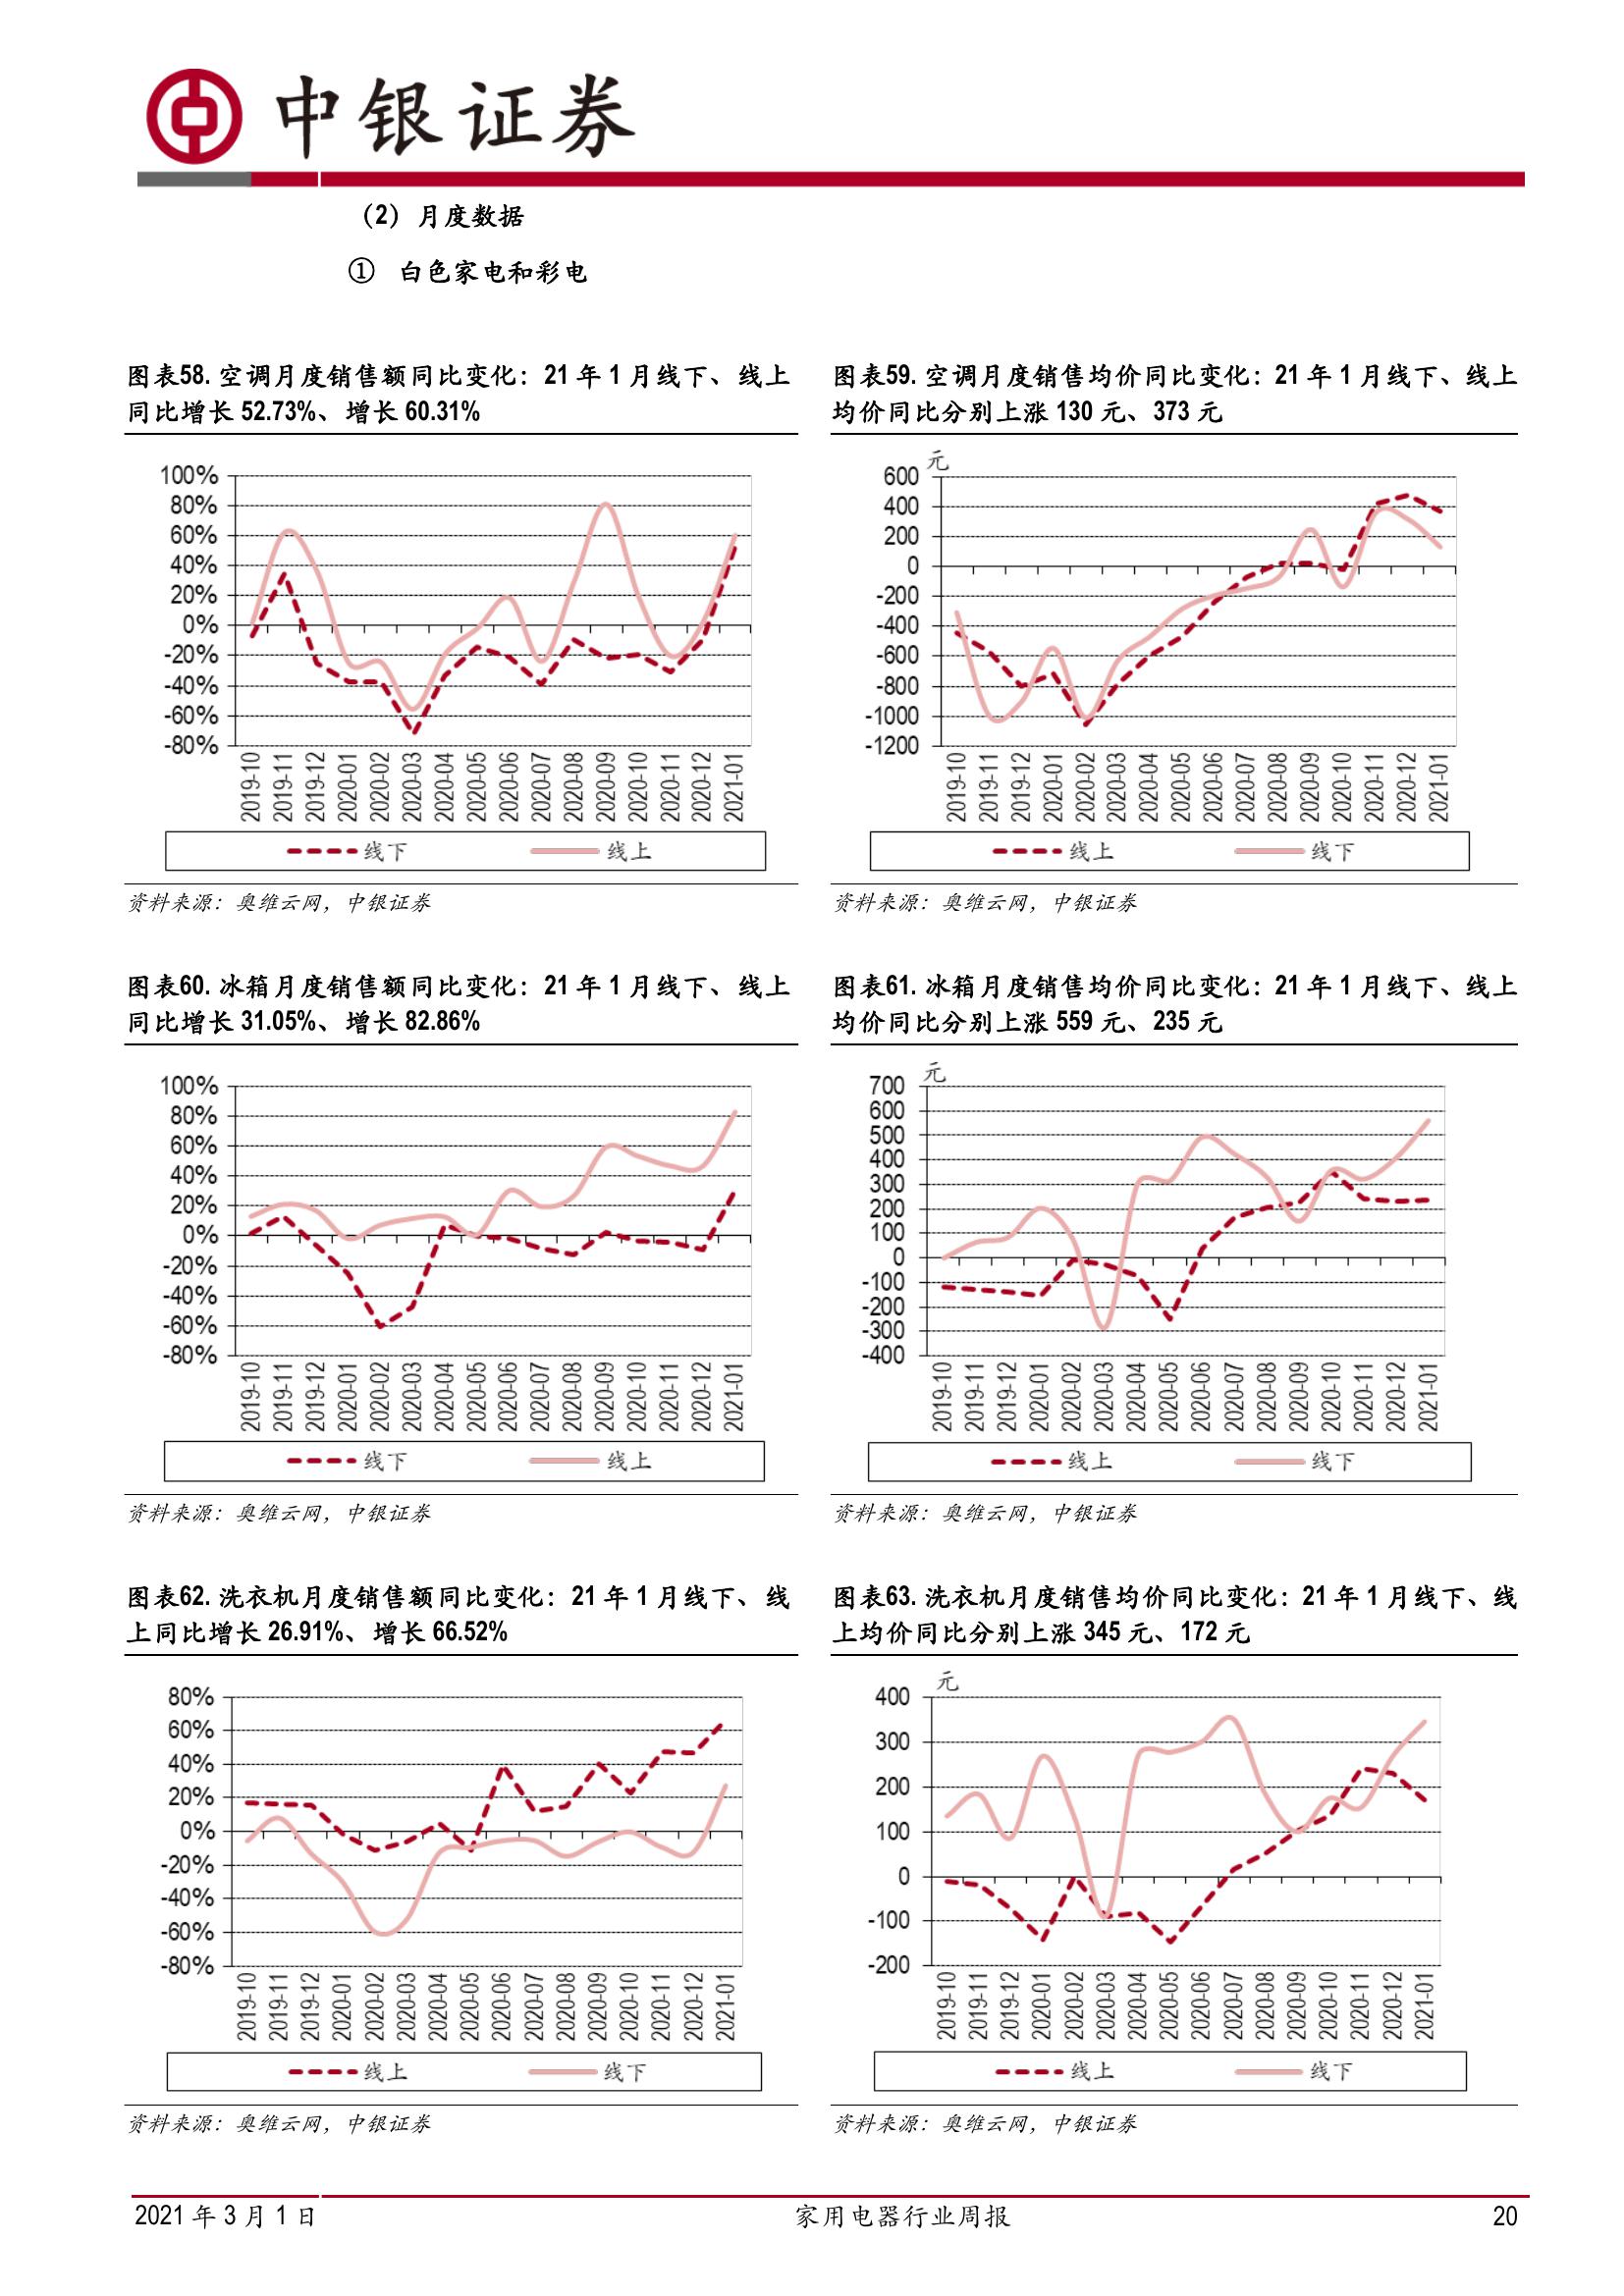 中银证券
（2）月度数据
① 白色家电和彩电
图表58. 空调月度销售额同比变化：21 年 1 月线下、线上
同比增长 52.73%、增长 60.31%
100%
80%
60%
40%
20%
0%
-20%
-40%
-60%
-80%
2019-10 2019-11 2019-12 2020-01 2020-02 2020-03 2020-04 2020-05 2020-06 2020-07 2020-08 2020-09 2020-10 2020-11 2020-12 2021-01
线下 线上
资料来源：奥维云网，中银证券
图表59. 空调月度销售均价同比变化：21 年 1 月线下、线上
均价同比分别上涨 130 元、373 元
元
600
400
200
0
-200
-400
-600
-800
-1000
-1200
2019-10 2019-11 2019-12 2020-01 2020-02 2020-03 2020-04 2020-05 2020-06 2020-07 2020-08 2020-09 2020-10 2020-11 2020-12 2021-01
线上 线下
资料来源：奥维云网，中银证券
图表60. 冰箱月度销售额同比变化：21 年 1 月线下、线上
同比增长 31.05%、增长 82.86%
100%
80%
60%
40%
20%
0%
-20%
-40%
-60%
-80%
2019-10 2019-11 2019-12 2020-01 2020-02 2020-03 2020-04 2020-05 2020-06 2020-07 2020-08 2020-09 2020-10 2020-11 2020-12 2021-01
线下 线上
资料来源：奥维云网，中银证券
图表61. 冰箱月度销售均价同比变化：21 年 1 月线下、线上
均价同比分别上涨 559 元、235 元
元
700
600
500
400
300
200
100
0
-100
-200
-300
-400
2019-10 2019-11 2019-12 2020-01 2020-02 2020-03 2020-04 2020-05 2020-06 2020-07 2020-08 2020-09 2020-10 2020-11 2020-12 2021-01
线上 线下
资料来源：奥维云网，中银证券
图表62. 洗衣机月度销售额同比变化：21 年 1 月线下、线
上同比增长 26.91%、增长 66.52%
80%
60%
40%
20%
0%
-20%
-40%
-60%
-80%
2019-10 2019-11 2019-12 2020-01 2020-02 2020-03 2020-04 2020-05 2020-06 2020-07 2020-08 2020-09 2020-10 2020-11 2020-12 2021-01
线上 线下
资料来源：奥维云网，中银证券
图表63. 洗衣机月度销售均价同比变化：21 年 1 月线下、线
上均价同比分别上涨 345 元、172 元
元
400
300
200
100
0
-100
-200
2019-10 2019-11 2019-12 2020-01 2020-02 2020-03 2020-04 2020-05 2020-06 2020-07 2020-08 2020-09 2020-10 2020-11 2020-12 2021-01
线上 线下
资料来源：奥维云网，中银证券
2021 年 3 月 1 日 家用电器行业周报 20